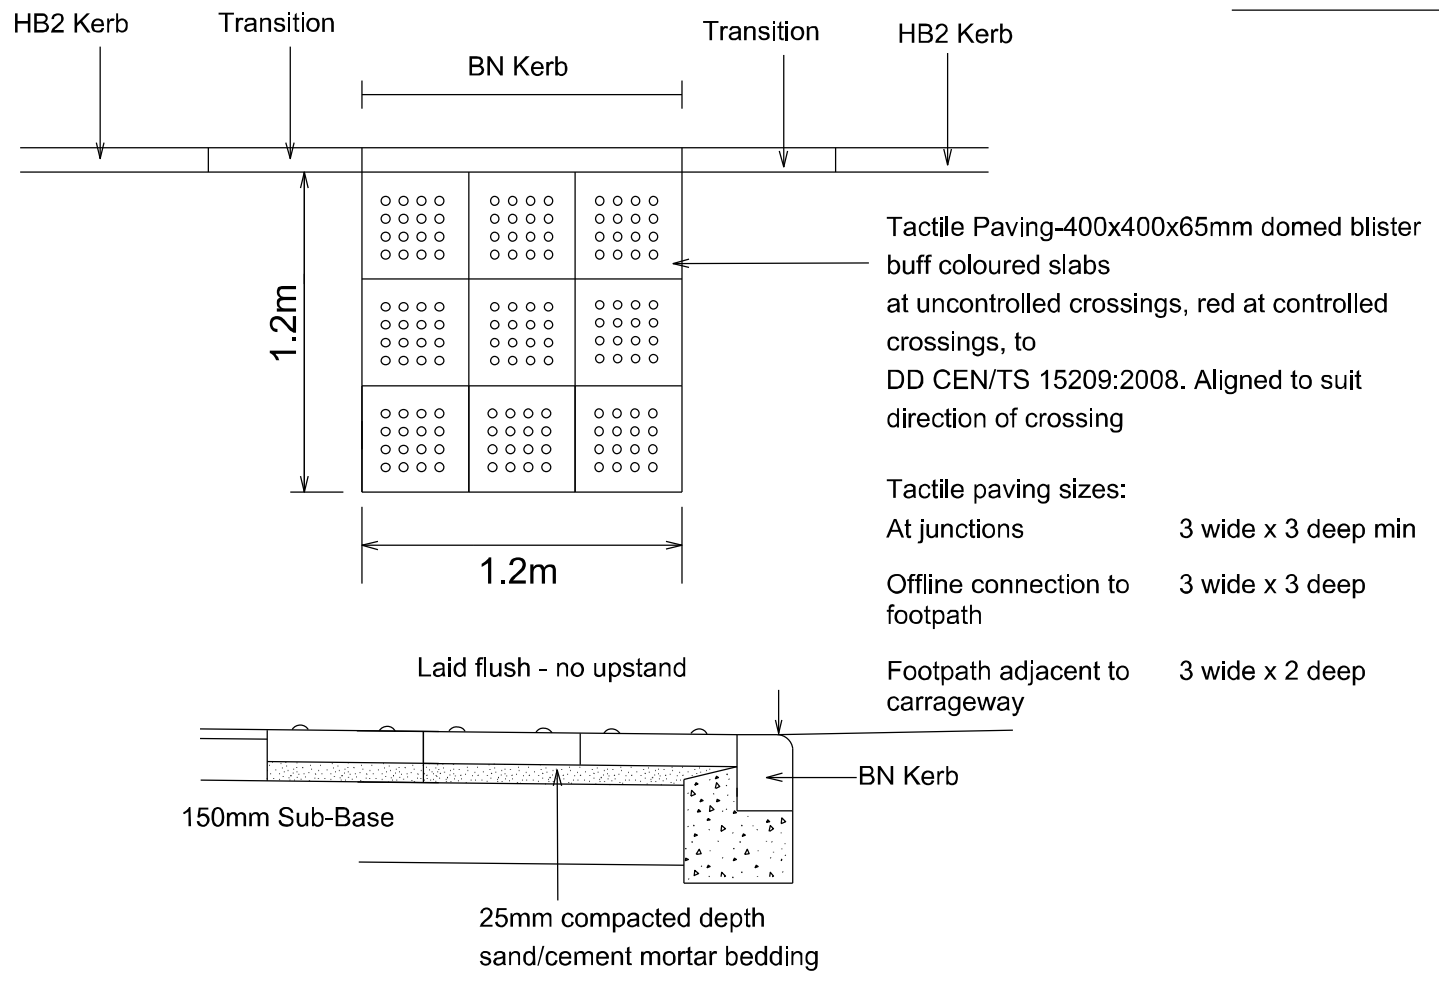 HB2 Kerb
Transition
BN Kerb
Transition
HB2 Kerb
1.2m
1.2m
Tactile Paving-400x400x65mm domed blister
buff coloured slabs
at uncontrolled crossings, red at controlled
crossings, to
DD CEN/TS 15209:2008. Aligned to suit
direction of crossing
Tactile paving sizes:
At junctions 3 wide x 3 deep min
Offline connection to 3 wide x 3 deep
footpath
Footpath adjacent to 3 wide x 2 deep
carrageway
Laid flush - no upstand
BN Kerb
150mm Sub-Base
25mm compacted depth
sand/cement mortar bedding